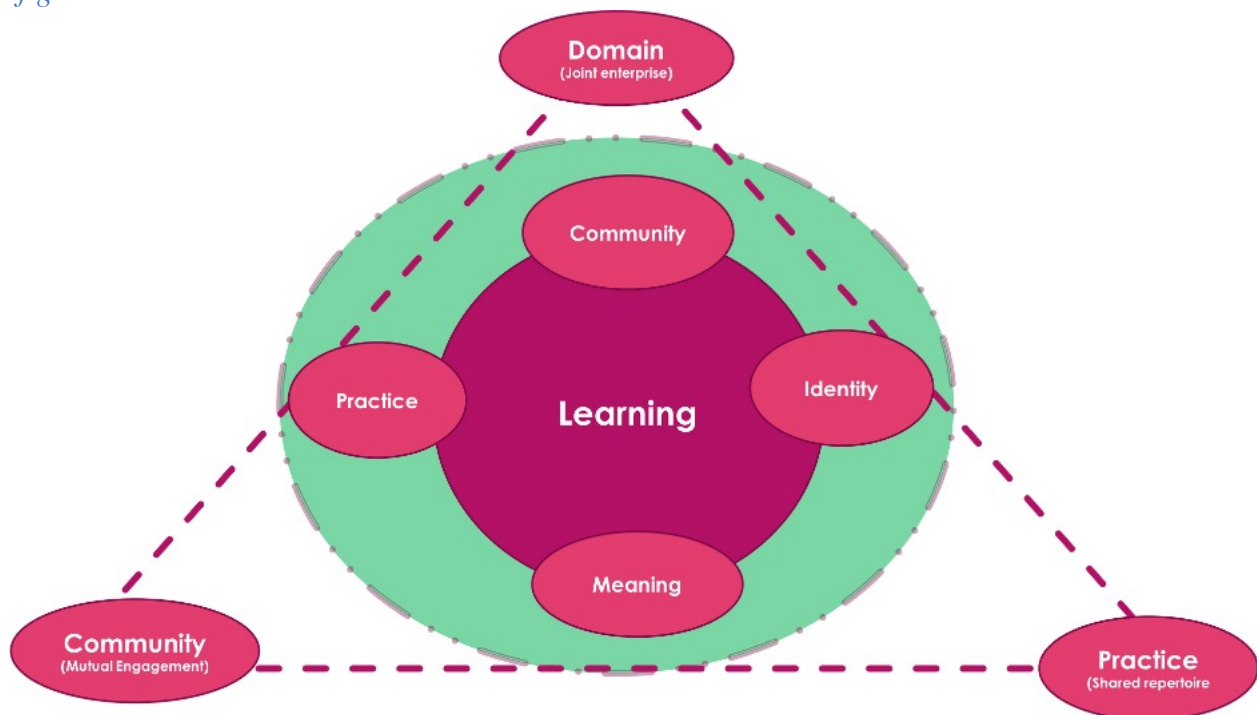 Domain
(Joint enterprise)
Community
Practice
Identity
Learning
Meaning
Community
(Mutual Engagement)
Practice
(Shared repertoire